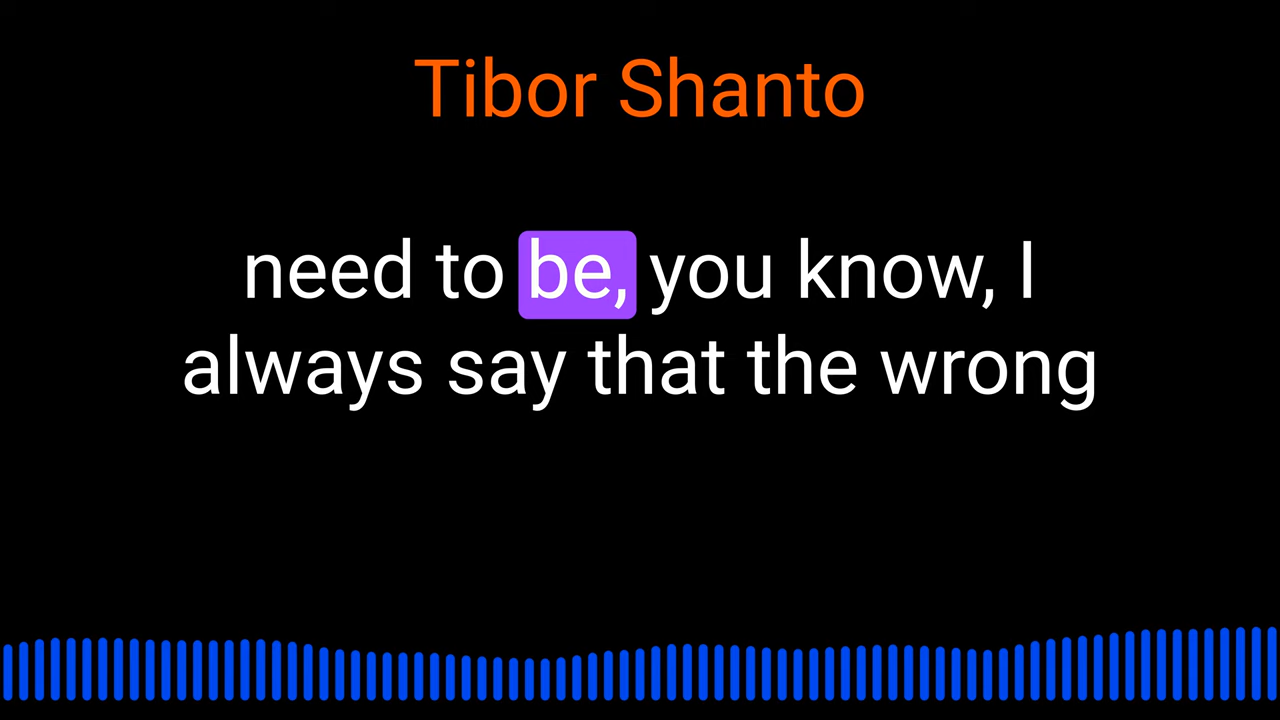 Tibor Shanto
need to be, you know, I
always say that the wrong